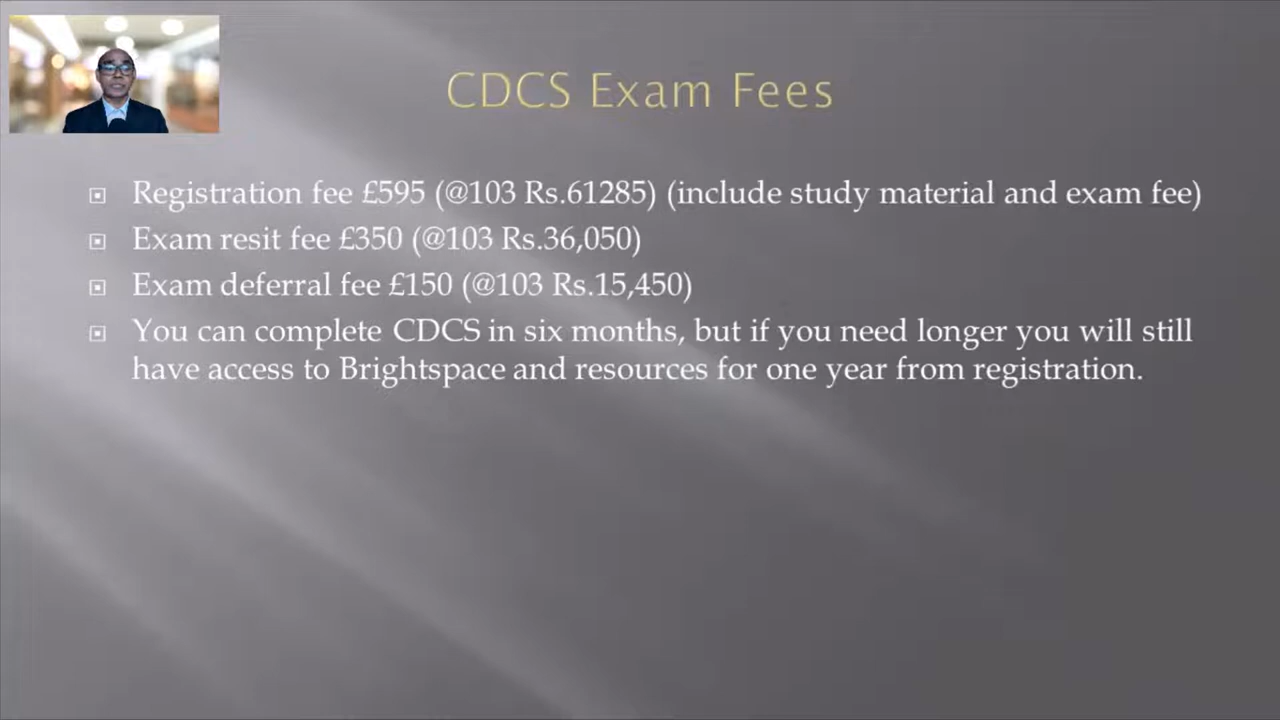 CDCS Exam Fees
Registration fee £595 (@103 Rs.61285) (include study material and exam fee)
Exam resit fee £350 (@103 Rs.36,050)
Exam deferral fee £150 (@103 Rs.15,450)
You can complete CDCS in six months, but if you need longer you will still
have access to Brightspace and resources for one year from registration.